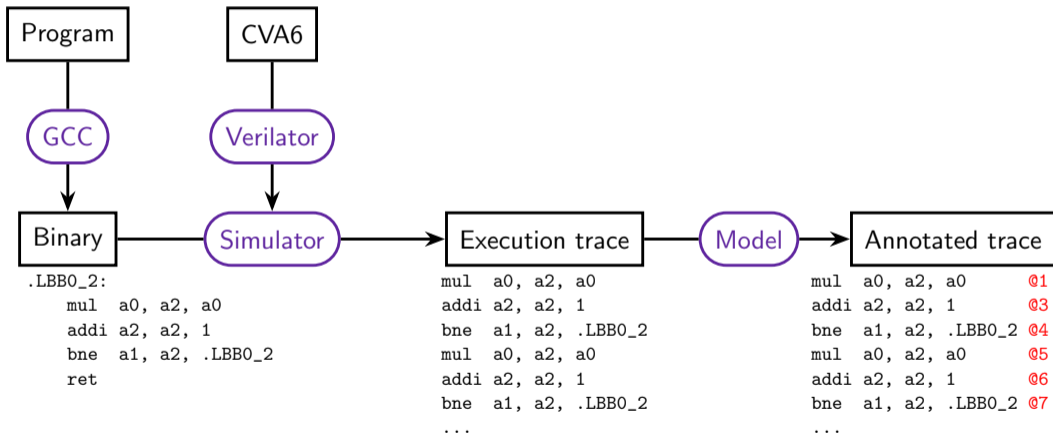 Program
CVA6
GCC
Verilator
Binary
Simulator
Execution trace
Model
Annotated trace
.LBB0_2:
mul a0, a2, a0
addi a2, a2, 1
bne a1, a2, .LBB0_2
ret
mul a0, a2, a0
addi a2, a2, 1
bne a1, a2, .LBB0_2
mul a0, a2, a0
addi a2, a2, 1
bne a1, a2, .LBB0_2
...
mul a0, a2, a0 @1
addi a2, a2, 1 @3
bne a1, a2, .LBB0_2 @4
mul a0, a2, a0 @5
addi a2, a2, 1 @6
bne a1, a2, .LBB0_2 @7
...